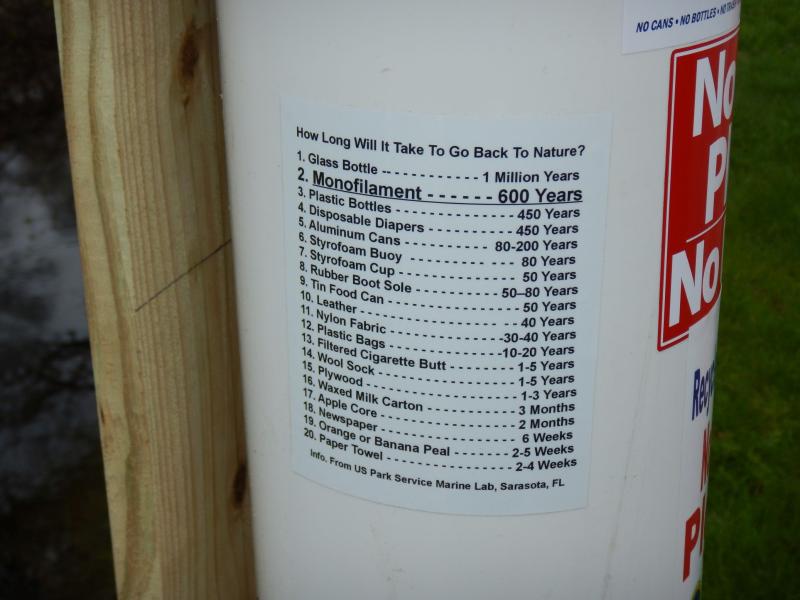 NO CANS • NO BOTTLES • NO
How Long Will It Take To Go Back To Nature?
1. Glass Bottle -- - - - - - - - - - - - 1 Million Years
2. Monofilament - - - - - - 600 Years
3. Plastic Bottles - - - - - - - - - - - - - - - - 450 Years
4. Disposable Diapers - - - - - - - - - - - - 450 Years
5. Aluminum Cans - - - - - - - - - - - - 80-200 Years
6. Styrofoam Buoy - - - - - - - - - - - - - 80 Years
7. Styrofoam Cup - - - - - - - - - - - - - - - - 50 Years
8. Rubber Boot Sole - - - - - - - - - - - 50–80 Years
9. Tin Food Can - - - - - - - - - - - - - - - - - 50 Years
10. Leather - - - - - - - - - - - - - - - - - - - - - 40 Years
11. Nylon Fabric - - - - - - - - - - - - - - -30-40 Years
12. Plastic Bags - - - - - - - - - - - - - - -10-20 Years
13. Filtered Cigarette Butt - - - - - - - - 1-5 Years
14. Wool Sock - - - - - - - - - - - - - - - - - - 1-5 Years
15. Plywood - - - - - - - - - - - - - - - - - - - - 1-3 Years
16. Waxed Milk Carton - - - - - - - - - - - 3 Months
17. Apple Core - - - - - - - - - - - - - - - - - - 2 Months
18. Newspaper - - - - - - - - - - - - - - - - - - - 6 Weeks
19. Orange or Banana Peal - - - - - - - - 2-5 Weeks
20. Paper Towel - - - - - - - - - - - - - - - - - 2-4 Weeks
Info. From US Park Service Marine Lab, Sarasota, FL
No
No